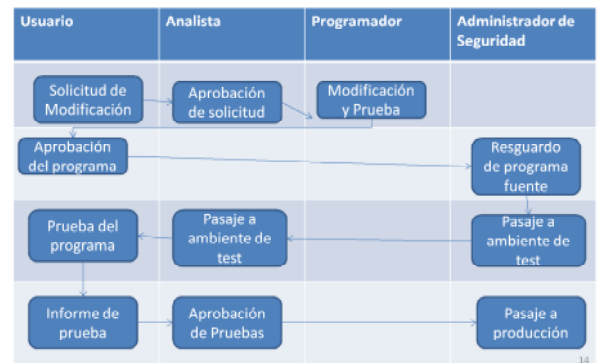 Usuario
Analista
Programador
Administrador de
Seguridad
Solicitud de
Modificación
Aprobación
de solicitud
Modificación
y Prueba
Aprobación
del programa
Resguardo
de programa
fuente
Prueba del
programa
Pasaje a
ambiente de
test
Pasaje a
ambiente de
test
Informe de
prueba
Aprobación
de Pruebas
Pasaje a
producción
14